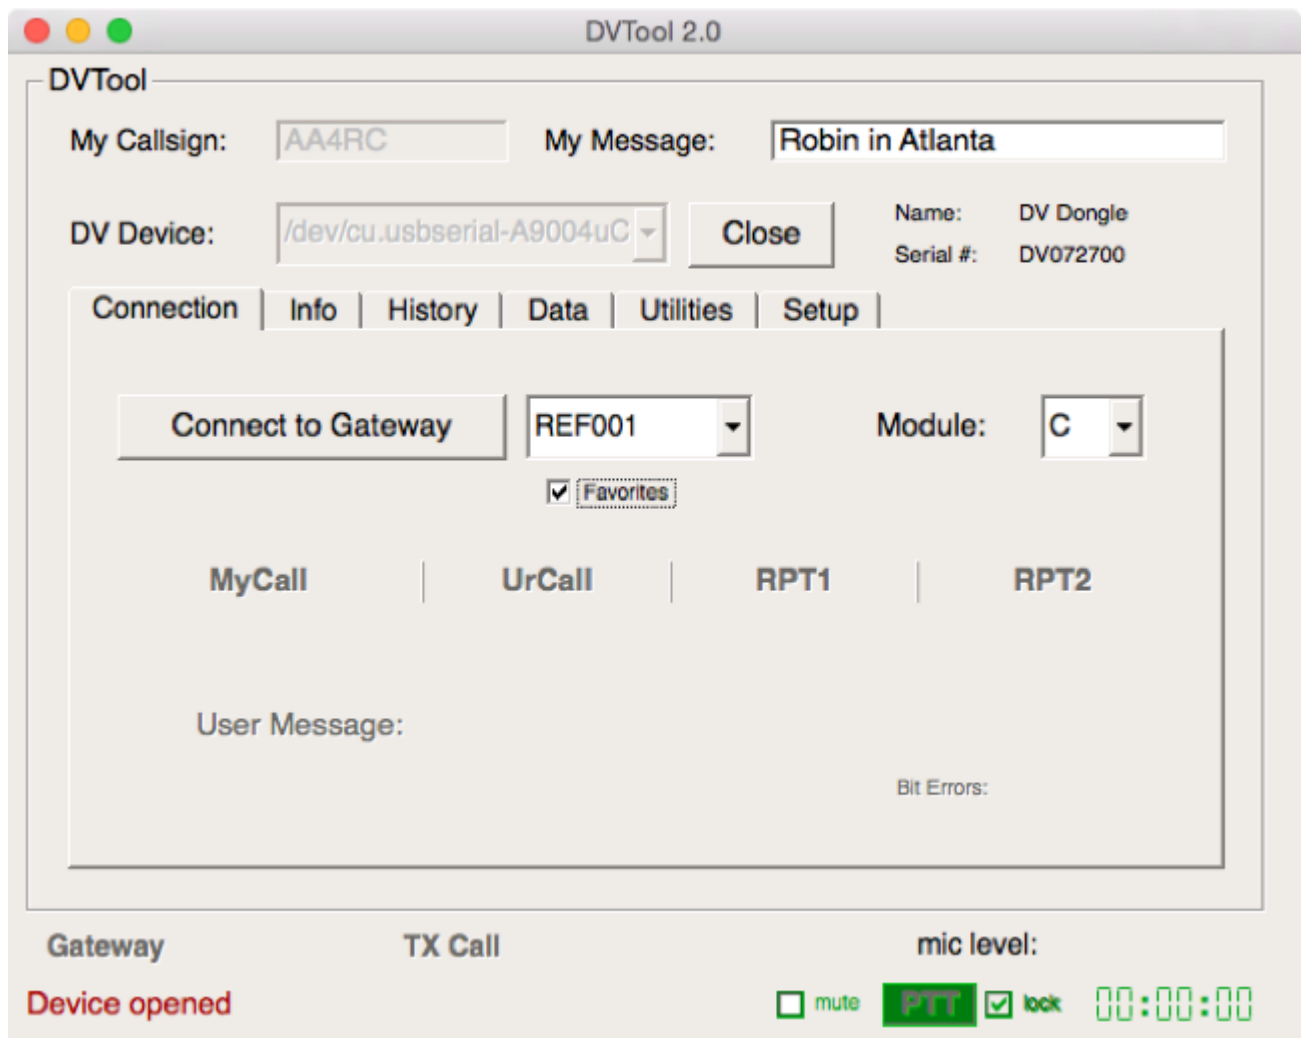 DVTool 2.0
DVTool
My Callsign: AA4RC My Message: Robin in Atlanta
DV Device: /dev/cu.usbserial-A9004uC Close Name: DV Dongle
Serial #: DV072700
Connection Info History Data Utilities Setup
Connect to Gateway REF001 Module: C
Favorites
MyCall UrCall RPT1 RPT2
User Message:
Bit Errors:
Gateway TX Call mic level:
Device opened mute PTT lock 00:00:00